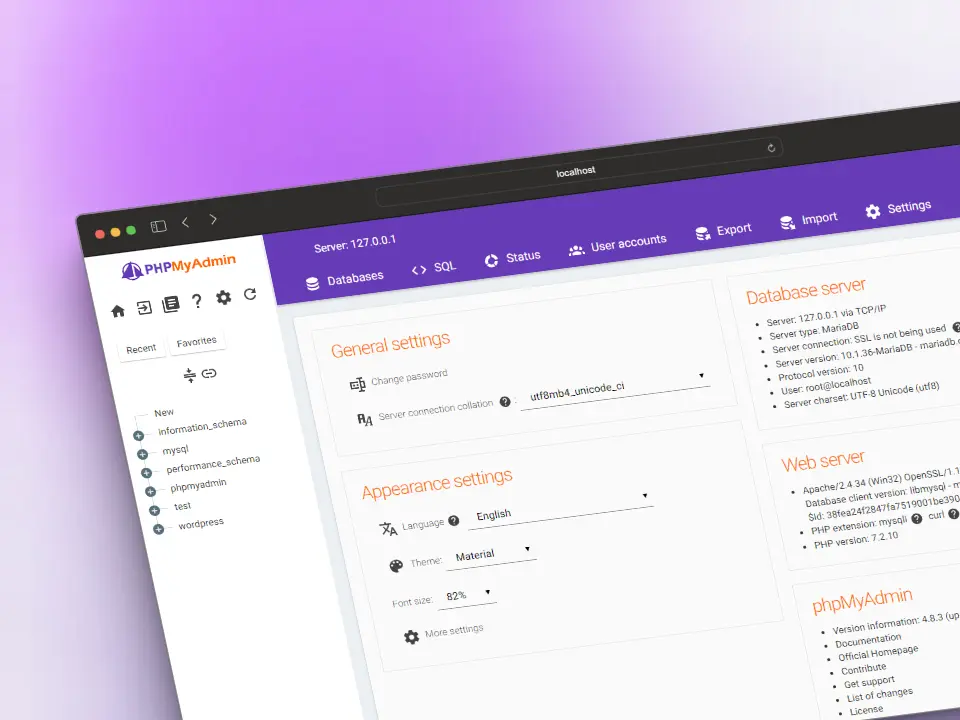 localhost
PHPMyAdmin
Recent
Favorites
New
information_schema
mysql
performance_schema
phpmyadmin
test
wordpress
Server: 127.0.0.1
Databases
SQL
Status
User accounts
Export
Import
Settings
General settings
Change password
Server connection collation ? : utf8mb4_unicode_ci
Appearance settings
Language ? English
Theme: Material
Font size: 82%
More settings
Database server
Server: 127.0.0.1 via TCP/IP
Server type: MariaDB
Server connection: SSL is not being used ?
Server version: 10.1.36-MariaDB - mariadb.
Protocol version: 10
User: root@localhost
Server charset: UTF-8 Unicode (utf8)
Web server
Apache/2.4.34 (Win32) OpenSSL/1.1
Database client version: libmysql - m
$id: 38fea24f2847fa7519001be390
PHP extension: mysqli ? curl ?
PHP version: 7.2.10
phpMyAdmin
Version information: 4.8.3 (up
Documentation
Official Homepage
Contribute
Get support
List of changes
License